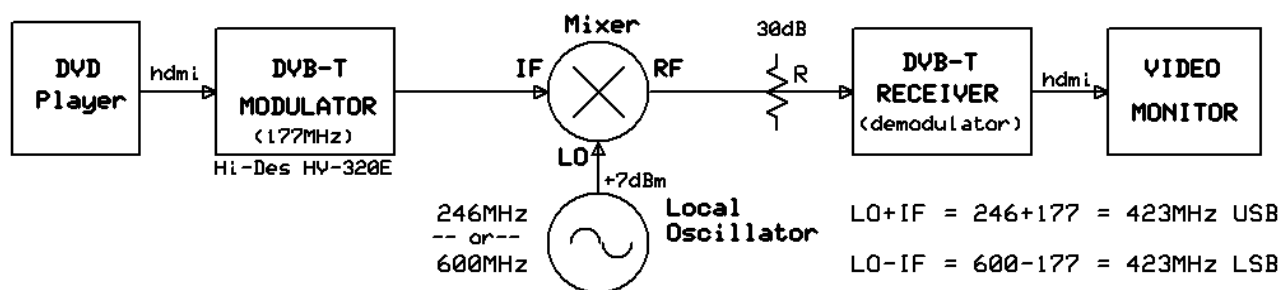 DVD
Player
hdmi
DVB-T
MODULATOR
(177MHz)
Hi-Des HV-320E
Mixer
IF
RF
LO
+7dBm
246MHz
-- or--
600MHz
Local
Oscillator
30dB
R
DVB-T
RECEIVER
(demodulator)
hdmi
VIDEO
MONITOR
LO+IF = 246+177 = 423MHz USB
LO-IF = 600-177 = 423MHz LSB